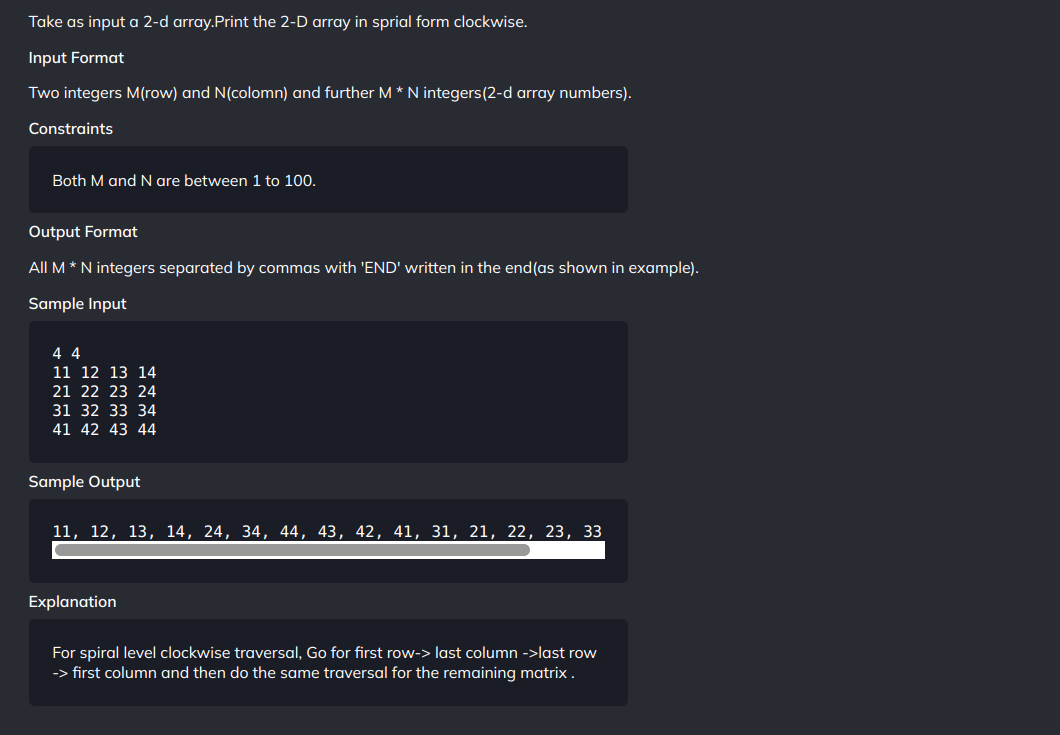 Take as input a 2-d array.Print the 2-D array in sprial form clockwise.
Input Format
Two integers M(row) and N(colomn) and further M * N integers(2-d array numbers).
Constraints
Both M and N are between 1 to 100.
Output Format
All M * N integers separated by commas with 'END' written in the end(as shown in example).
Sample Input
4 4
11 12 13 14
21 22 23 24
31 32 33 34
41 42 43 44
Sample Output
11, 12, 13, 14, 24, 34, 44, 43, 42, 41, 31, 21, 22, 23, 33
Explanation
For spiral level clockwise traversal, Go for first row-> last column ->last row
-> first column and then do the same traversal for the remaining matrix .